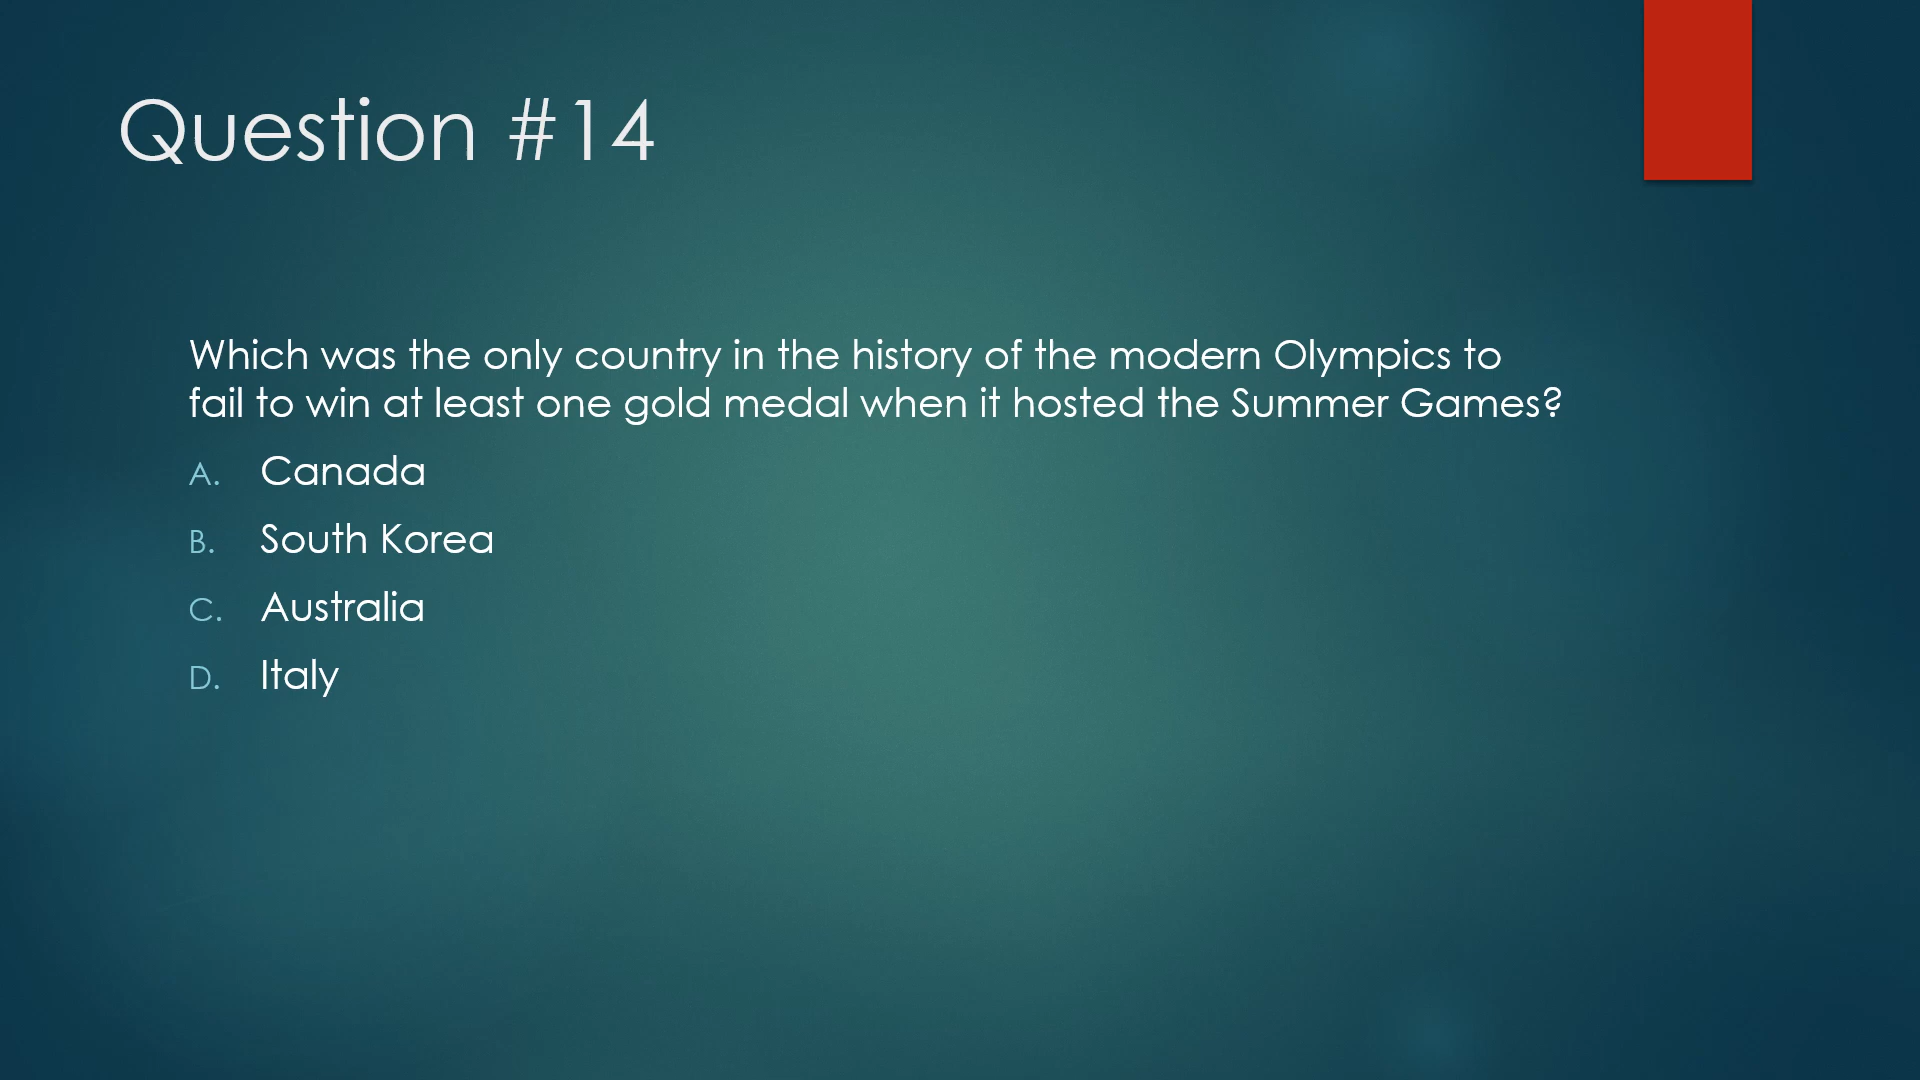 Question #14
Which was the only country in the history of the modern Olympics to
fail to win at least one gold medal when it hosted the Summer Games?
A. Canada
B. South Korea
C. Australia
D. Italy